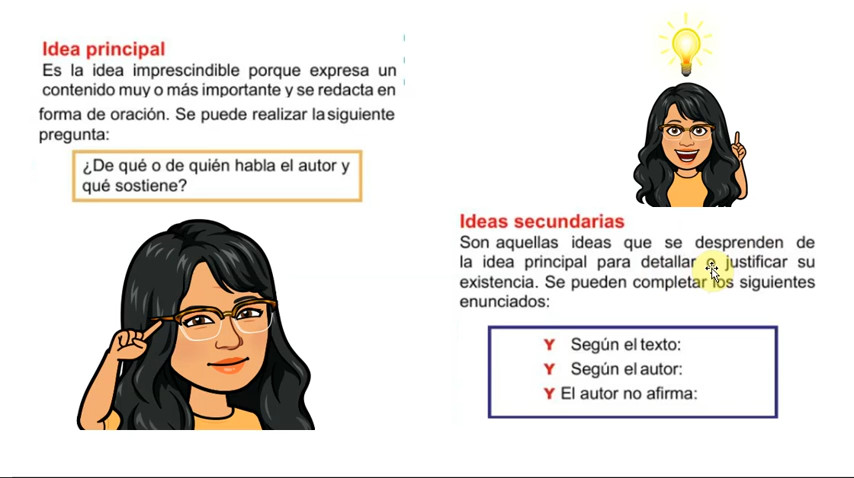 Idea principal
Es la idea imprescindible porque expresa un
contenido muy o más importante y se redacta en
forma de oración. Se puede realizar la siguiente
pregunta:
¿De qué o de quién habla el autor y
qué sostiene?
Ideas secundarias
Son aquellas ideas que se desprenden de
la idea principal para detallar o justificar su
existencia. Se pueden completar los siguientes
enunciados:
Y Según el texto:
Y Según el autor:
Y El autor no afirma: